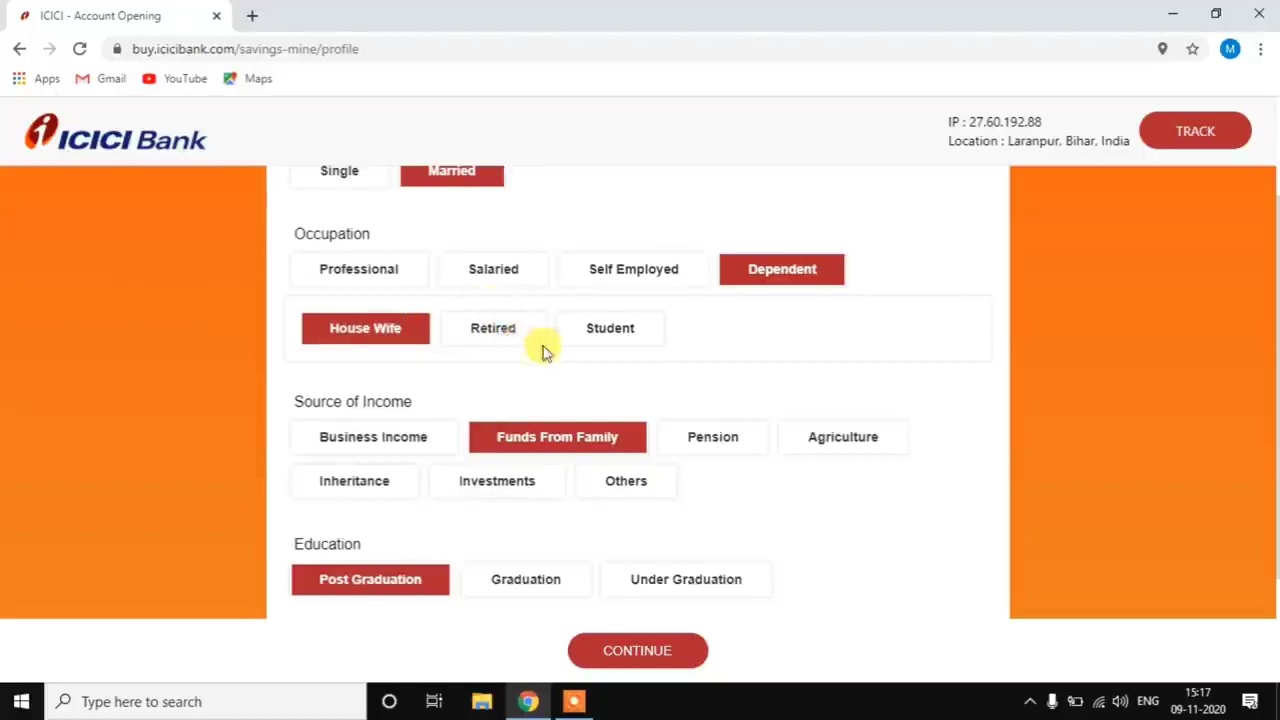 ICICI - Account Opening
buy.icicibank.com/savings-mine/profile
M
Apps Gmail YouTube Maps
ICICI Bank
IP : 27.60.192.88
Location : Laranpur, Bihar, India
TRACK
Single Married
Occupation
Professional Salaried Self Employed Dependent
House Wife Retired Student
Source of Income
Business Income Funds From Family Pension Agriculture
Inheritance Investments Others
Education
Post Graduation Graduation Under Graduation
CONTINUE
Type here to search
ENG
15:17
09-11-2020